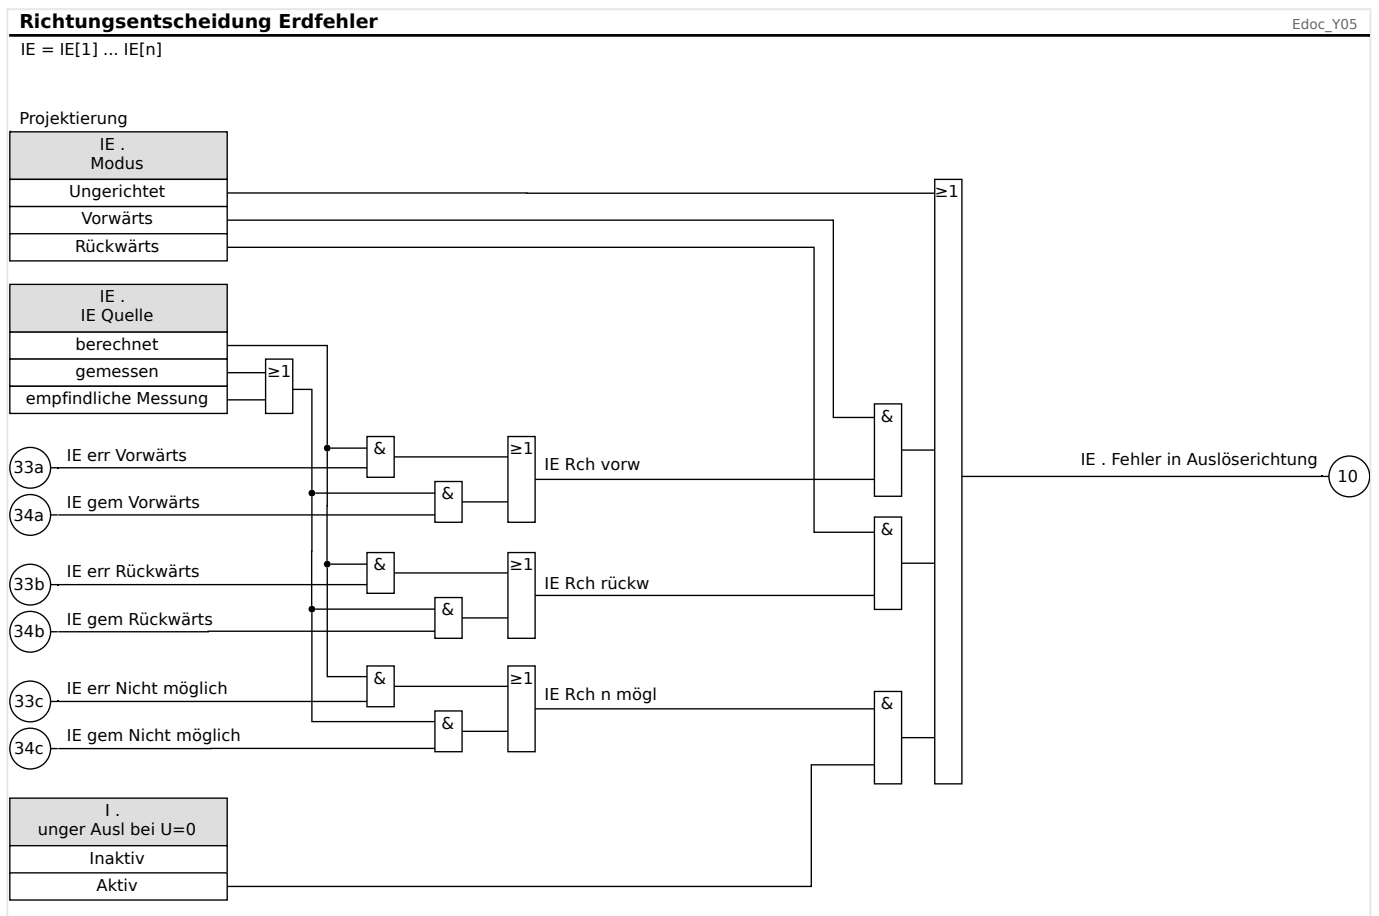 Richtungsentscheidung Erdfehler
Edoc_Y05
IE = IE[1] ... IE[n]
Projektierung
IE .
Modus
Ungerichtet
Vorwärts
Rückwärts
≥1
IE .
IE Quelle
berechnet
gemessen
empfindliche Messung
≥1
&
33a
IE err Vorwärts
&
≥1
IE Rch vorw
34a
IE gem Vorwärts
&
IE . Fehler in Auslöserichtung
10
&
33b
IE err Rückwärts
&
≥1
IE Rch rückw
34b
IE gem Rückwärts
&
33c
IE err Nicht möglich
&
≥1
IE Rch n mögl
&
34c
IE gem Nicht möglich
&
I .
unger Ausl bei U=0
Inaktiv
Aktiv